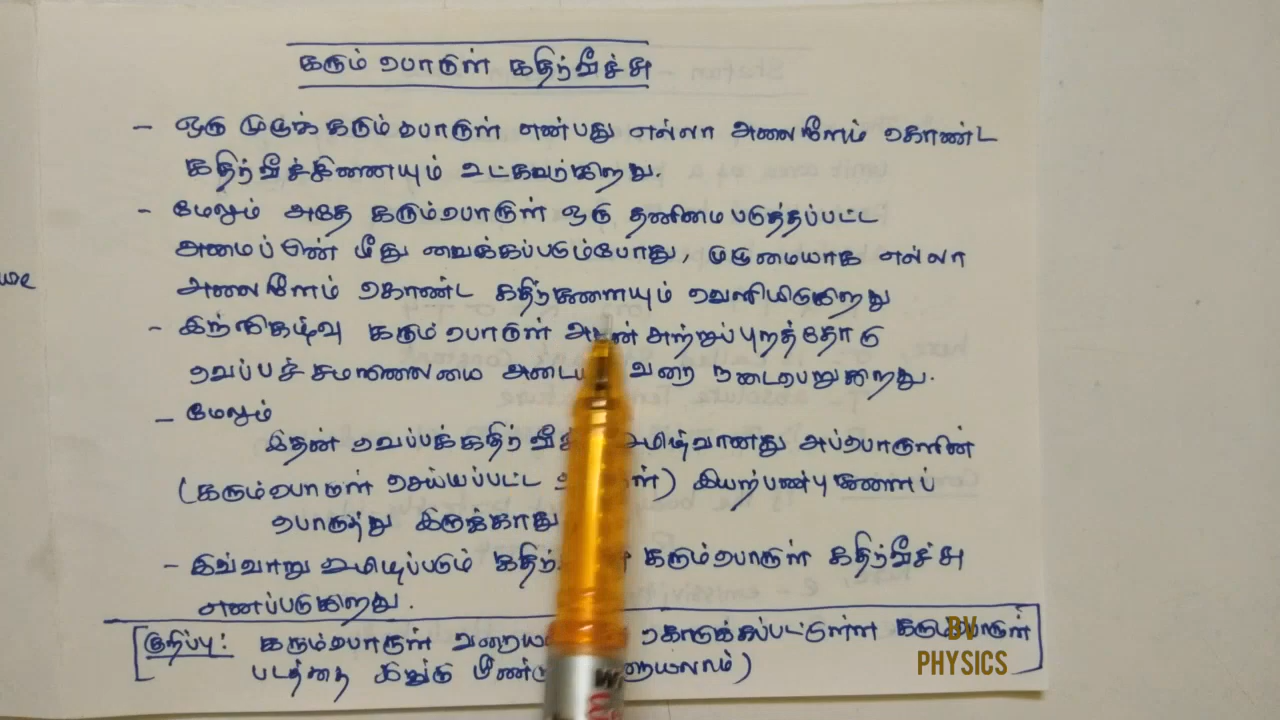 கரும்பொருள் கதிர்வீச்சு
- ஒரு முழுக் கரும்பொருள் என்பது எல்லா அலைநீளம் கொண்ட
கதிர்வீச்சினையும் உட்கவர்கிறது.
- மேலும் அதே கரும்பொருள் ஒரு தனிமைபடுத்தப்பட்ட
அமைப்பின் மீது வைக்கப்படும்போது, முழுமையாக எல்லா
அலைநீளம் கொண்ட கதிர்களையும் வெளியிடுகிறது
- இந்நிகழ்வு கரும்பொருள் அதன் சுற்றுப்புறத்தோடு
வெப்பச் சமநிலைமை வரை நடைபெறுகிறது.
- மேலும்
இதன் வெப்பக்கதிர் உமிழ்வானது அப்பொருளின்
(கரும்பொருள் செய்யப்பட்ட இயற்பண்புகளைப்
பொருத்து இருக்காது
- இவ்வாறு உமிழப்படும் கரும்பொருள் கதிர்வீச்சு
எனப்படுகிறது.
[குறிப்பு: கரும்பொருள் கொடுக்கப்பட்டுள்ள கரும்பொருள்
படத்தை இங்கு
BV
PHYSICS